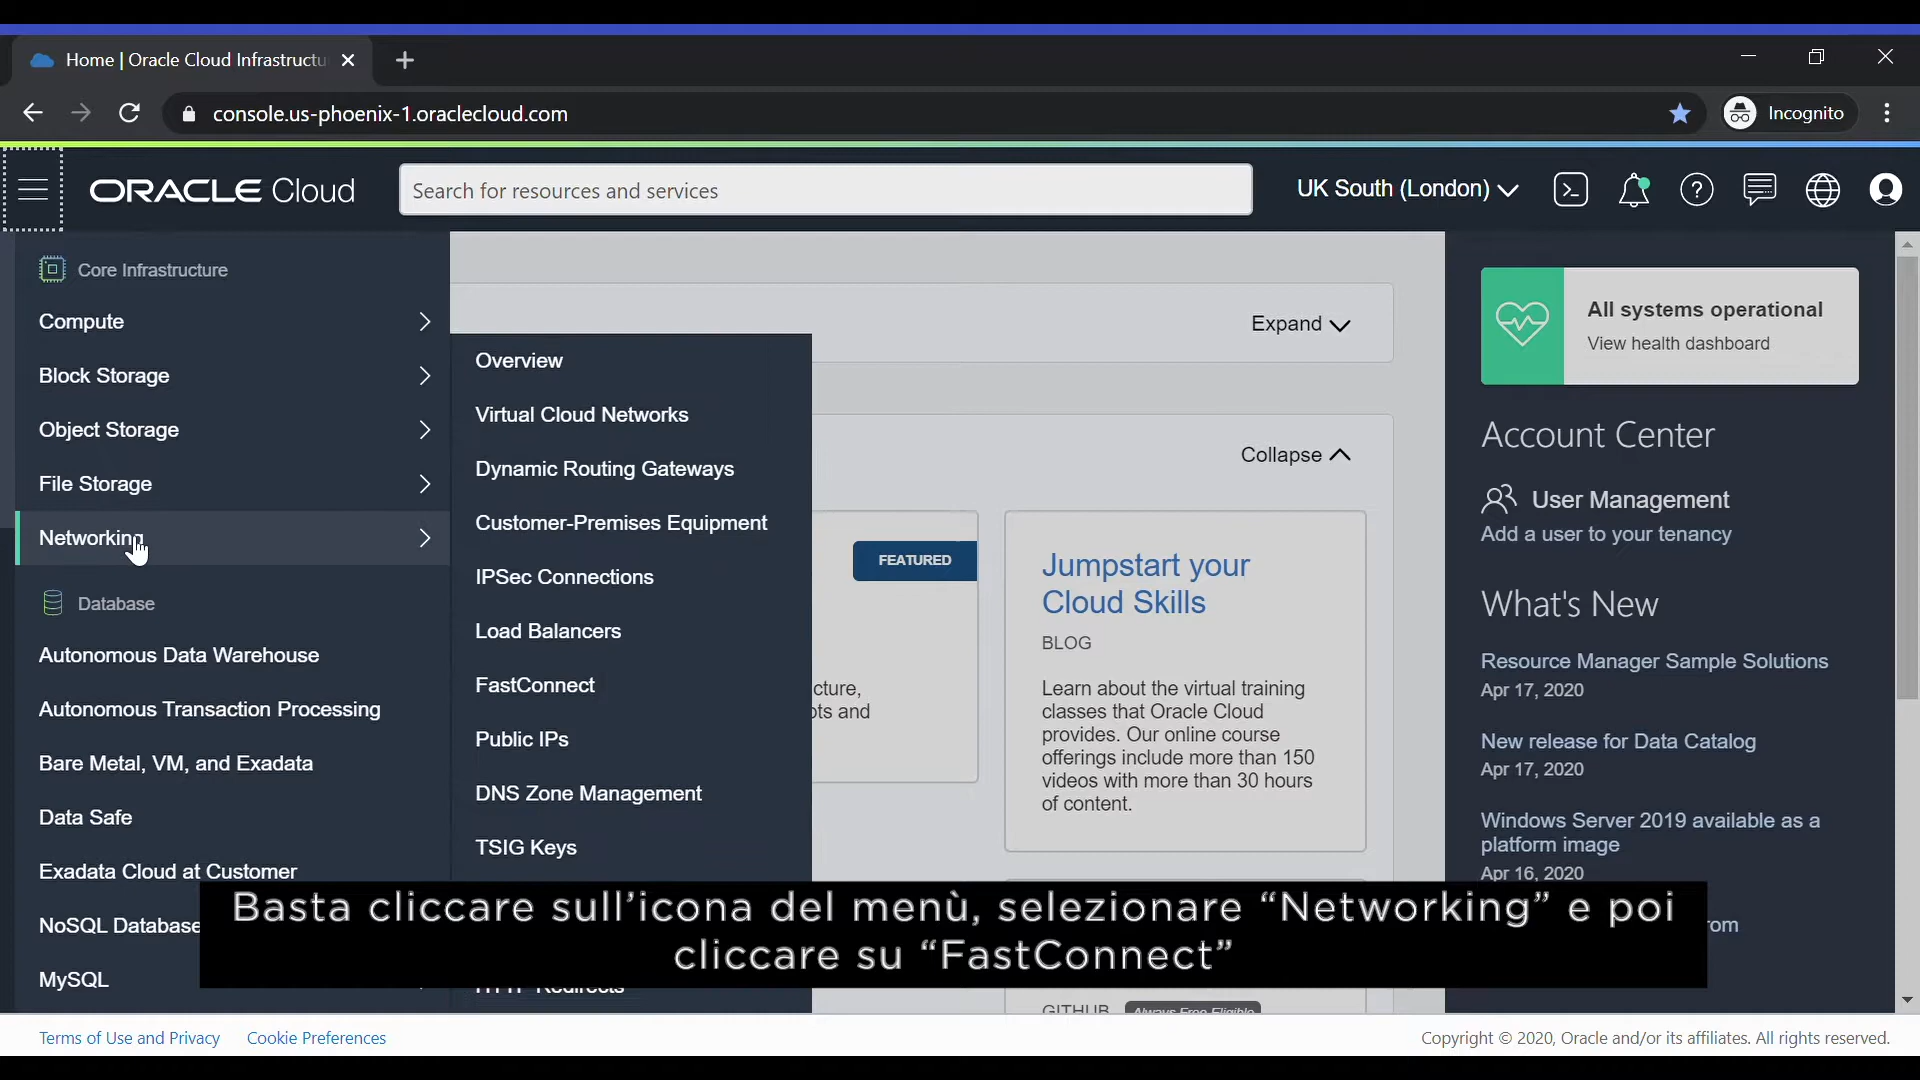 Home | Oracle Cloud Infrastructu
console.us-phoenix-1.oraclecloud.com
Incognito
ORACLE Cloud
Search for resources and services
UK South (London)
Core Infrastructure
Compute
Block Storage
Object Storage
File Storage
Networking
Database
Autonomous Data Warehouse
Autonomous Transaction Processing
Bare Metal, VM, and Exadata
Data Safe
Exadata Cloud at Customer
NoSQL Database
MySQL
Overview
Virtual Cloud Networks
Dynamic Routing Gateways
Customer-Premises Equipment
IPSec Connections
Load Balancers
FastConnect
Public IPs
DNS Zone Management
TSIG Keys
Expand
Collapse
FEATURED
cture,
ots and
Jumpstart your
Cloud Skills
BLOG
Learn about the virtual training
classes that Oracle Cloud
provides. Our online course
offerings include more than 150
videos with more than 30 hours
of content.
GITHUB
Always Free Eligible
All systems operational
View health dashboard
Account Center
User Management
Add a user to your tenancy
What's New
Resource Manager Sample Solutions
Apr 17, 2020
New release for Data Catalog
Apr 17, 2020
Windows Server 2019 available as a
platform image
Apr 16, 2020
rom
Basta cliccare sull’icona del menù, selezionare “Networking” e poi
cliccare su “FastConnect”
Terms of Use and Privacy
Cookie Preferences
Copyright © 2020, Oracle and/or its affiliates. All rights reserved.